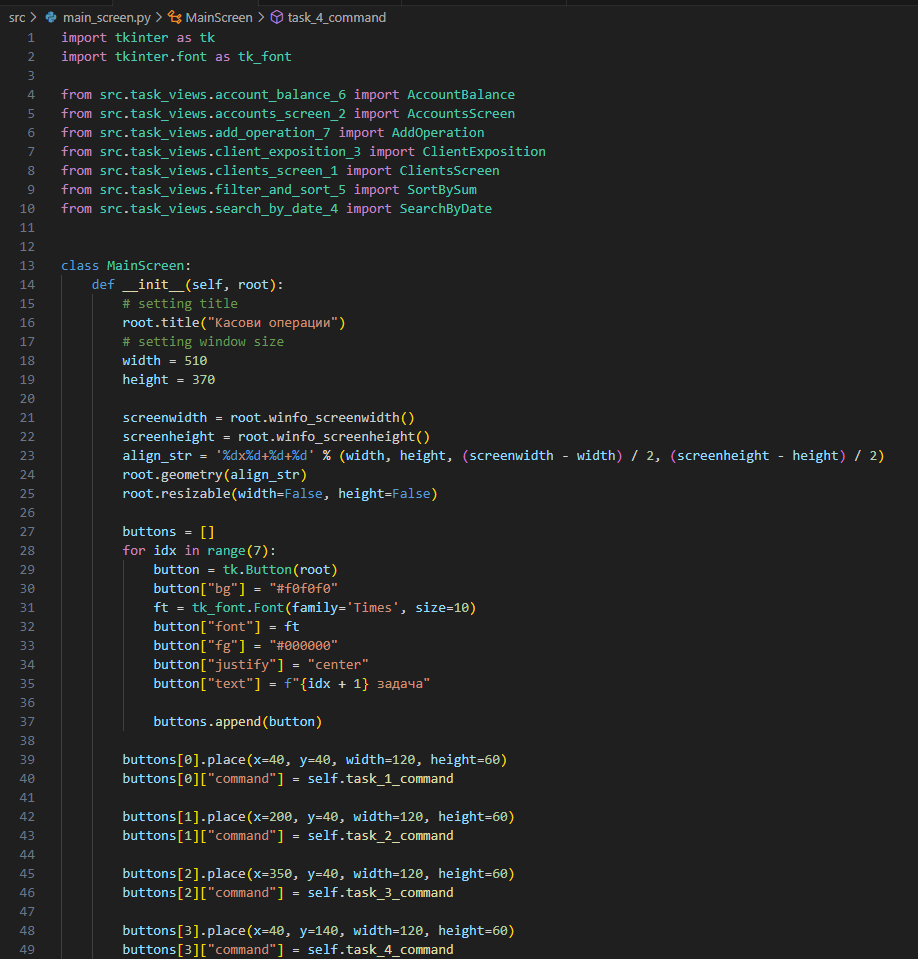 src > main_screen.py > MainScreen > task_4_command
1 import tkinter as tk
2 import tkinter.font as tk_font
3
4 from src.task_views.account_balance_6 import AccountBalance
5 from src.task_views.accounts_screen_2 import AccountsScreen
6 from src.task_views.add_operation_7 import AddOperation
7 from src.task_views.client_exposition_3 import ClientExposition
8 from src.task_views.clients_screen_1 import ClientsScreen
9 from src.task_views.filter_and_sort_5 import SortBySum
10 from src.task_views.search_by_date_4 import SearchByDate
11
12
13 class MainScreen:
14     def __init__(self, root):
15         # setting title
16         root.title("Касови операции")
17         # setting window size
18         width = 510
19         height = 370
20
21         screenwidth = root.winfo_screenwidth()
22         screenheight = root.winfo_screenheight()
23         align_str = '%dx%d+%d+%d' % (width, height, (screenwidth - width) / 2, (screenheight - height) / 2)
24         root.geometry(align_str)
25         root.resizable(width=False, height=False)
26
27         buttons = []
28         for idx in range(7):
29             button = tk.Button(root)
30             button["bg"] = "#f0f0f0"
31             ft = tk_font.Font(family='Times', size=10)
32             button["font"] = ft
33             button["fg"] = "#000000"
34             button["justify"] = "center"
35             button["text"] = f"{idx + 1} задача"
36
37             buttons.append(button)
38
39         buttons[0].place(x=40, y=40, width=120, height=60)
40         buttons[0]["command"] = self.task_1_command
41
42         buttons[1].place(x=200, y=40, width=120, height=60)
43         buttons[1]["command"] = self.task_2_command
44
45         buttons[2].place(x=350, y=40, width=120, height=60)
46         buttons[2]["command"] = self.task_3_command
47
48         buttons[3].place(x=40, y=140, width=120, height=60)
49         buttons[3]["command"] = self.task_4_command